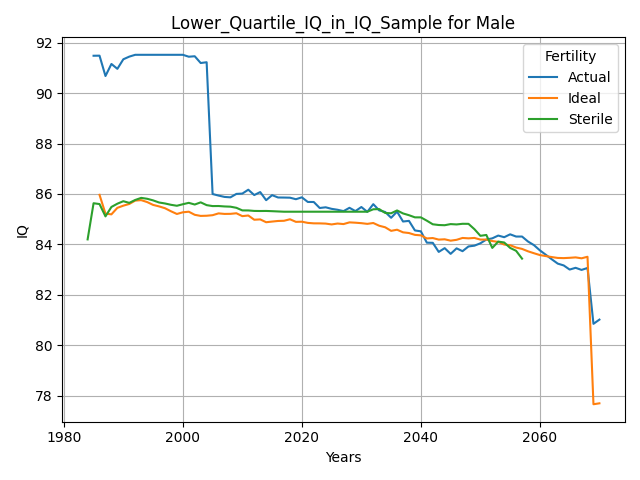 Lower_Quartile_IQ_in_IQ_Sample for Male
Fertility
Actual
Ideal
Sterile
IQ
92
90
88
86
84
82
80
78
1980
2000
2020
2040
2060
Years